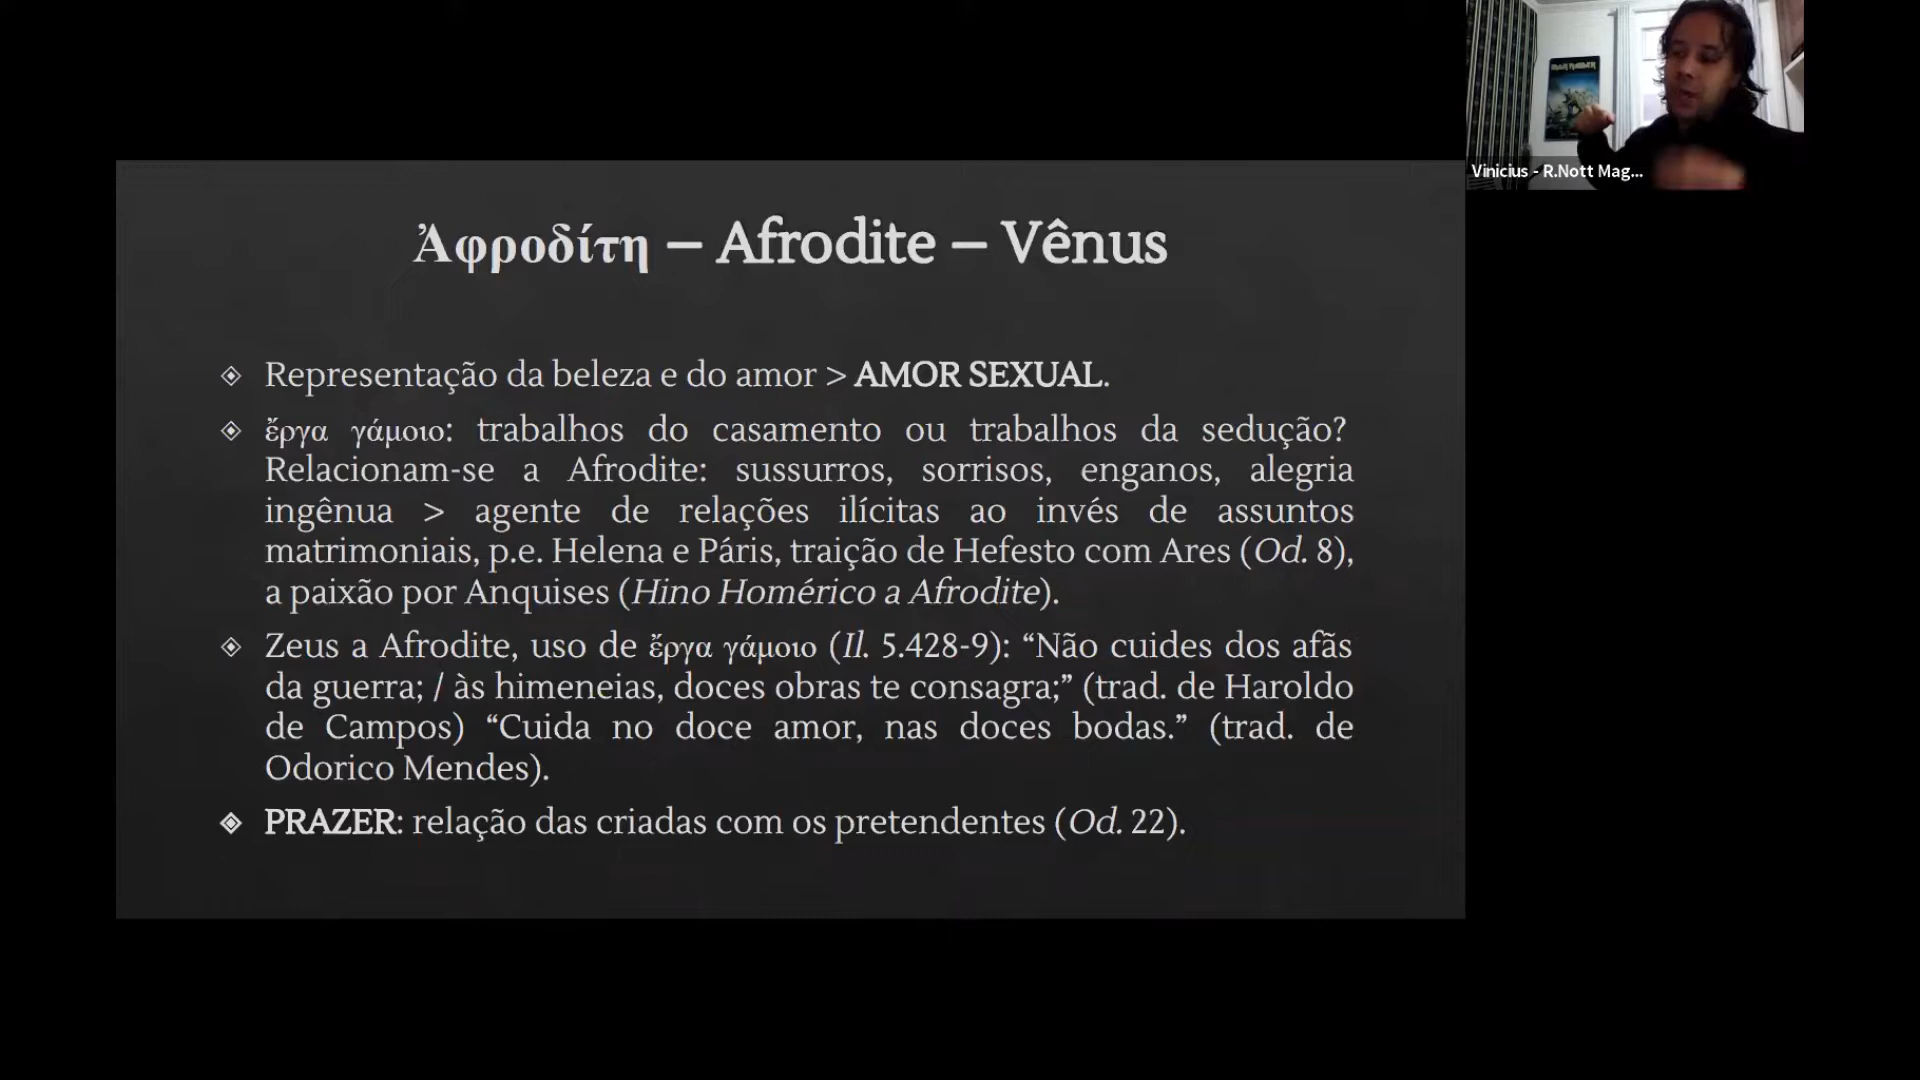 IRON MAIDEN
Vinicius - R.Nott Mag...
Ἀφροδίτη – Afrodite – Vênus
◈ Representação da beleza e do amor > AMOR SEXUAL.
◈ ἔργα γάμοιο: trabalhos do casamento ou trabalhos da sedução?
Relacionam-se a Afrodite: sussurros, sorrisos, enganos, alegria
ingênua > agente de relações ilícitas ao invés de assuntos
matrimoniais, p.e. Helena e Páris, traição de Hefesto com Ares (Od. 8),
a paixão por Anquises (Hino Homérico a Afrodite).
◈ Zeus a Afrodite, uso de ἔργα γάμοιο (Il. 5.428-9): “Não cuides dos afãs
da guerra; / às himeneias, doces obras te consagra;” (trad. de Haroldo
de Campos) “Cuida no doce amor, nas doces bodas.” (trad. de
Odorico Mendes).
◈ PRAZER: relação das criadas com os pretendentes (Od. 22).